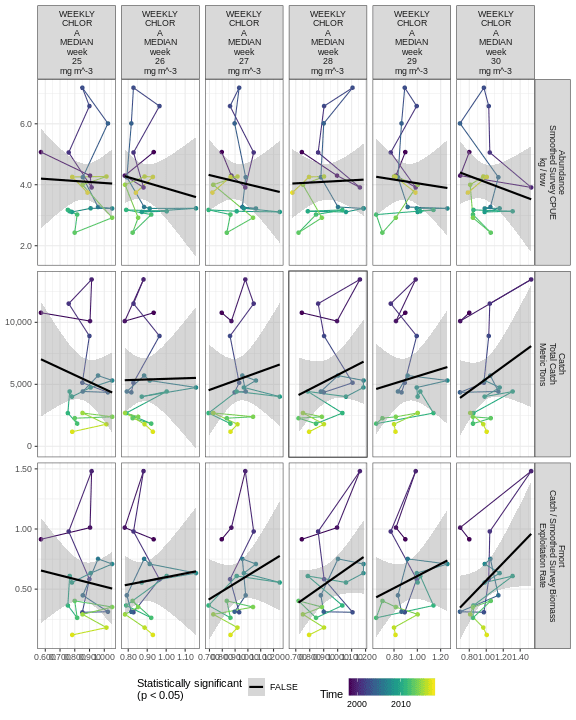 WEEKLY
CHLOR
A
MEDIAN
week
25
mg m^-3
WEEKLY
CHLOR
A
MEDIAN
week
26
mg m^-3
WEEKLY
CHLOR
A
MEDIAN
week
27
mg m^-3
WEEKLY
CHLOR
A
MEDIAN
week
28
mg m^-3
WEEKLY
CHLOR
A
MEDIAN
week
29
mg m^-3
WEEKLY
CHLOR
A
MEDIAN
week
30
mg m^-3
6.0
4.0
2.0
Abundance
Smoothed Survey CPUE
kg / tow
10,000
5,000
0
Catch
Total Catch
Metric Tons
1.50
1.00
0.50
Fmort
Catch / Smoothed Survey Biomass
Exploitation Rate
0.80 0.90 1.00 1.10
0.80 1.00 1.20
0.80 1.00 1.20 1.40
Statistically significant
(p < 0.05)
FALSE
Time
2000 2010